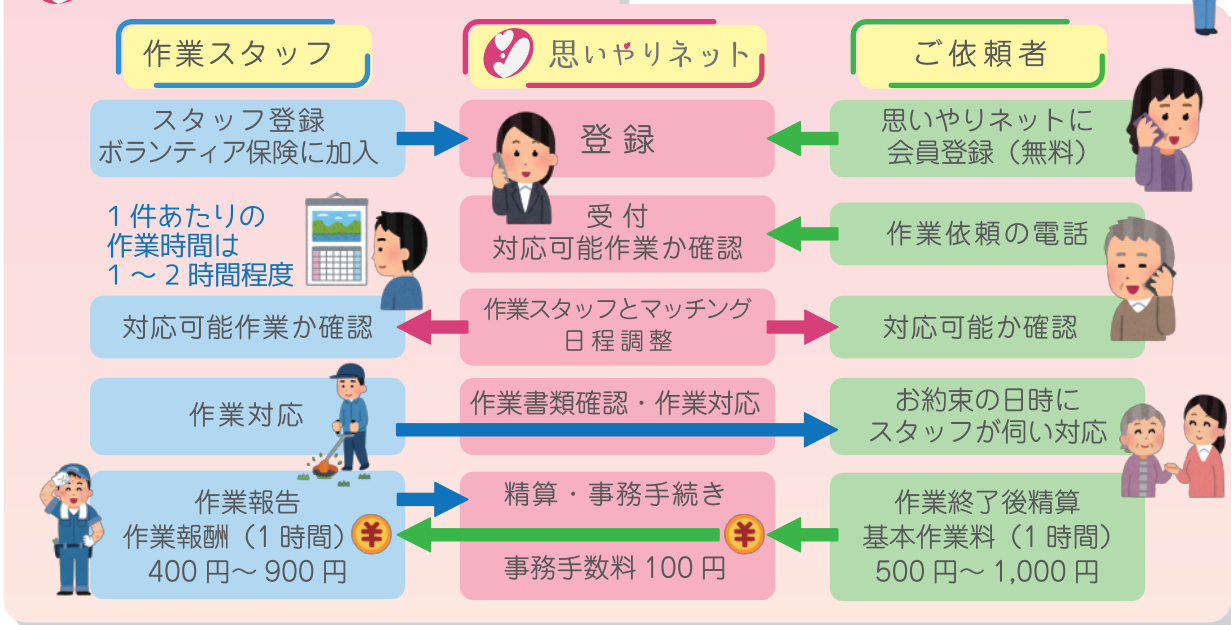 作業スタッフ
思いやりネット
ご依頼者
スタッフ登録
ボランティア保険に加入
登録
思いやりネットに
会員登録（無料）
1件あたりの
作業時間は
1～2時間程度
受付
対応可能作業か確認
作業依頼の電話
対応可能作業か確認
作業スタッフとマッチング
日程調整
対応可能か確認
作業対応
作業書類確認・作業対応
お約束の日時に
スタッフが伺い対応
作業報告
作業報酬（1時間）
400円～900円
精算・事務手続き
事務手数料100円
作業終了後精算
基本作業料（1時間）
500円～1,000円